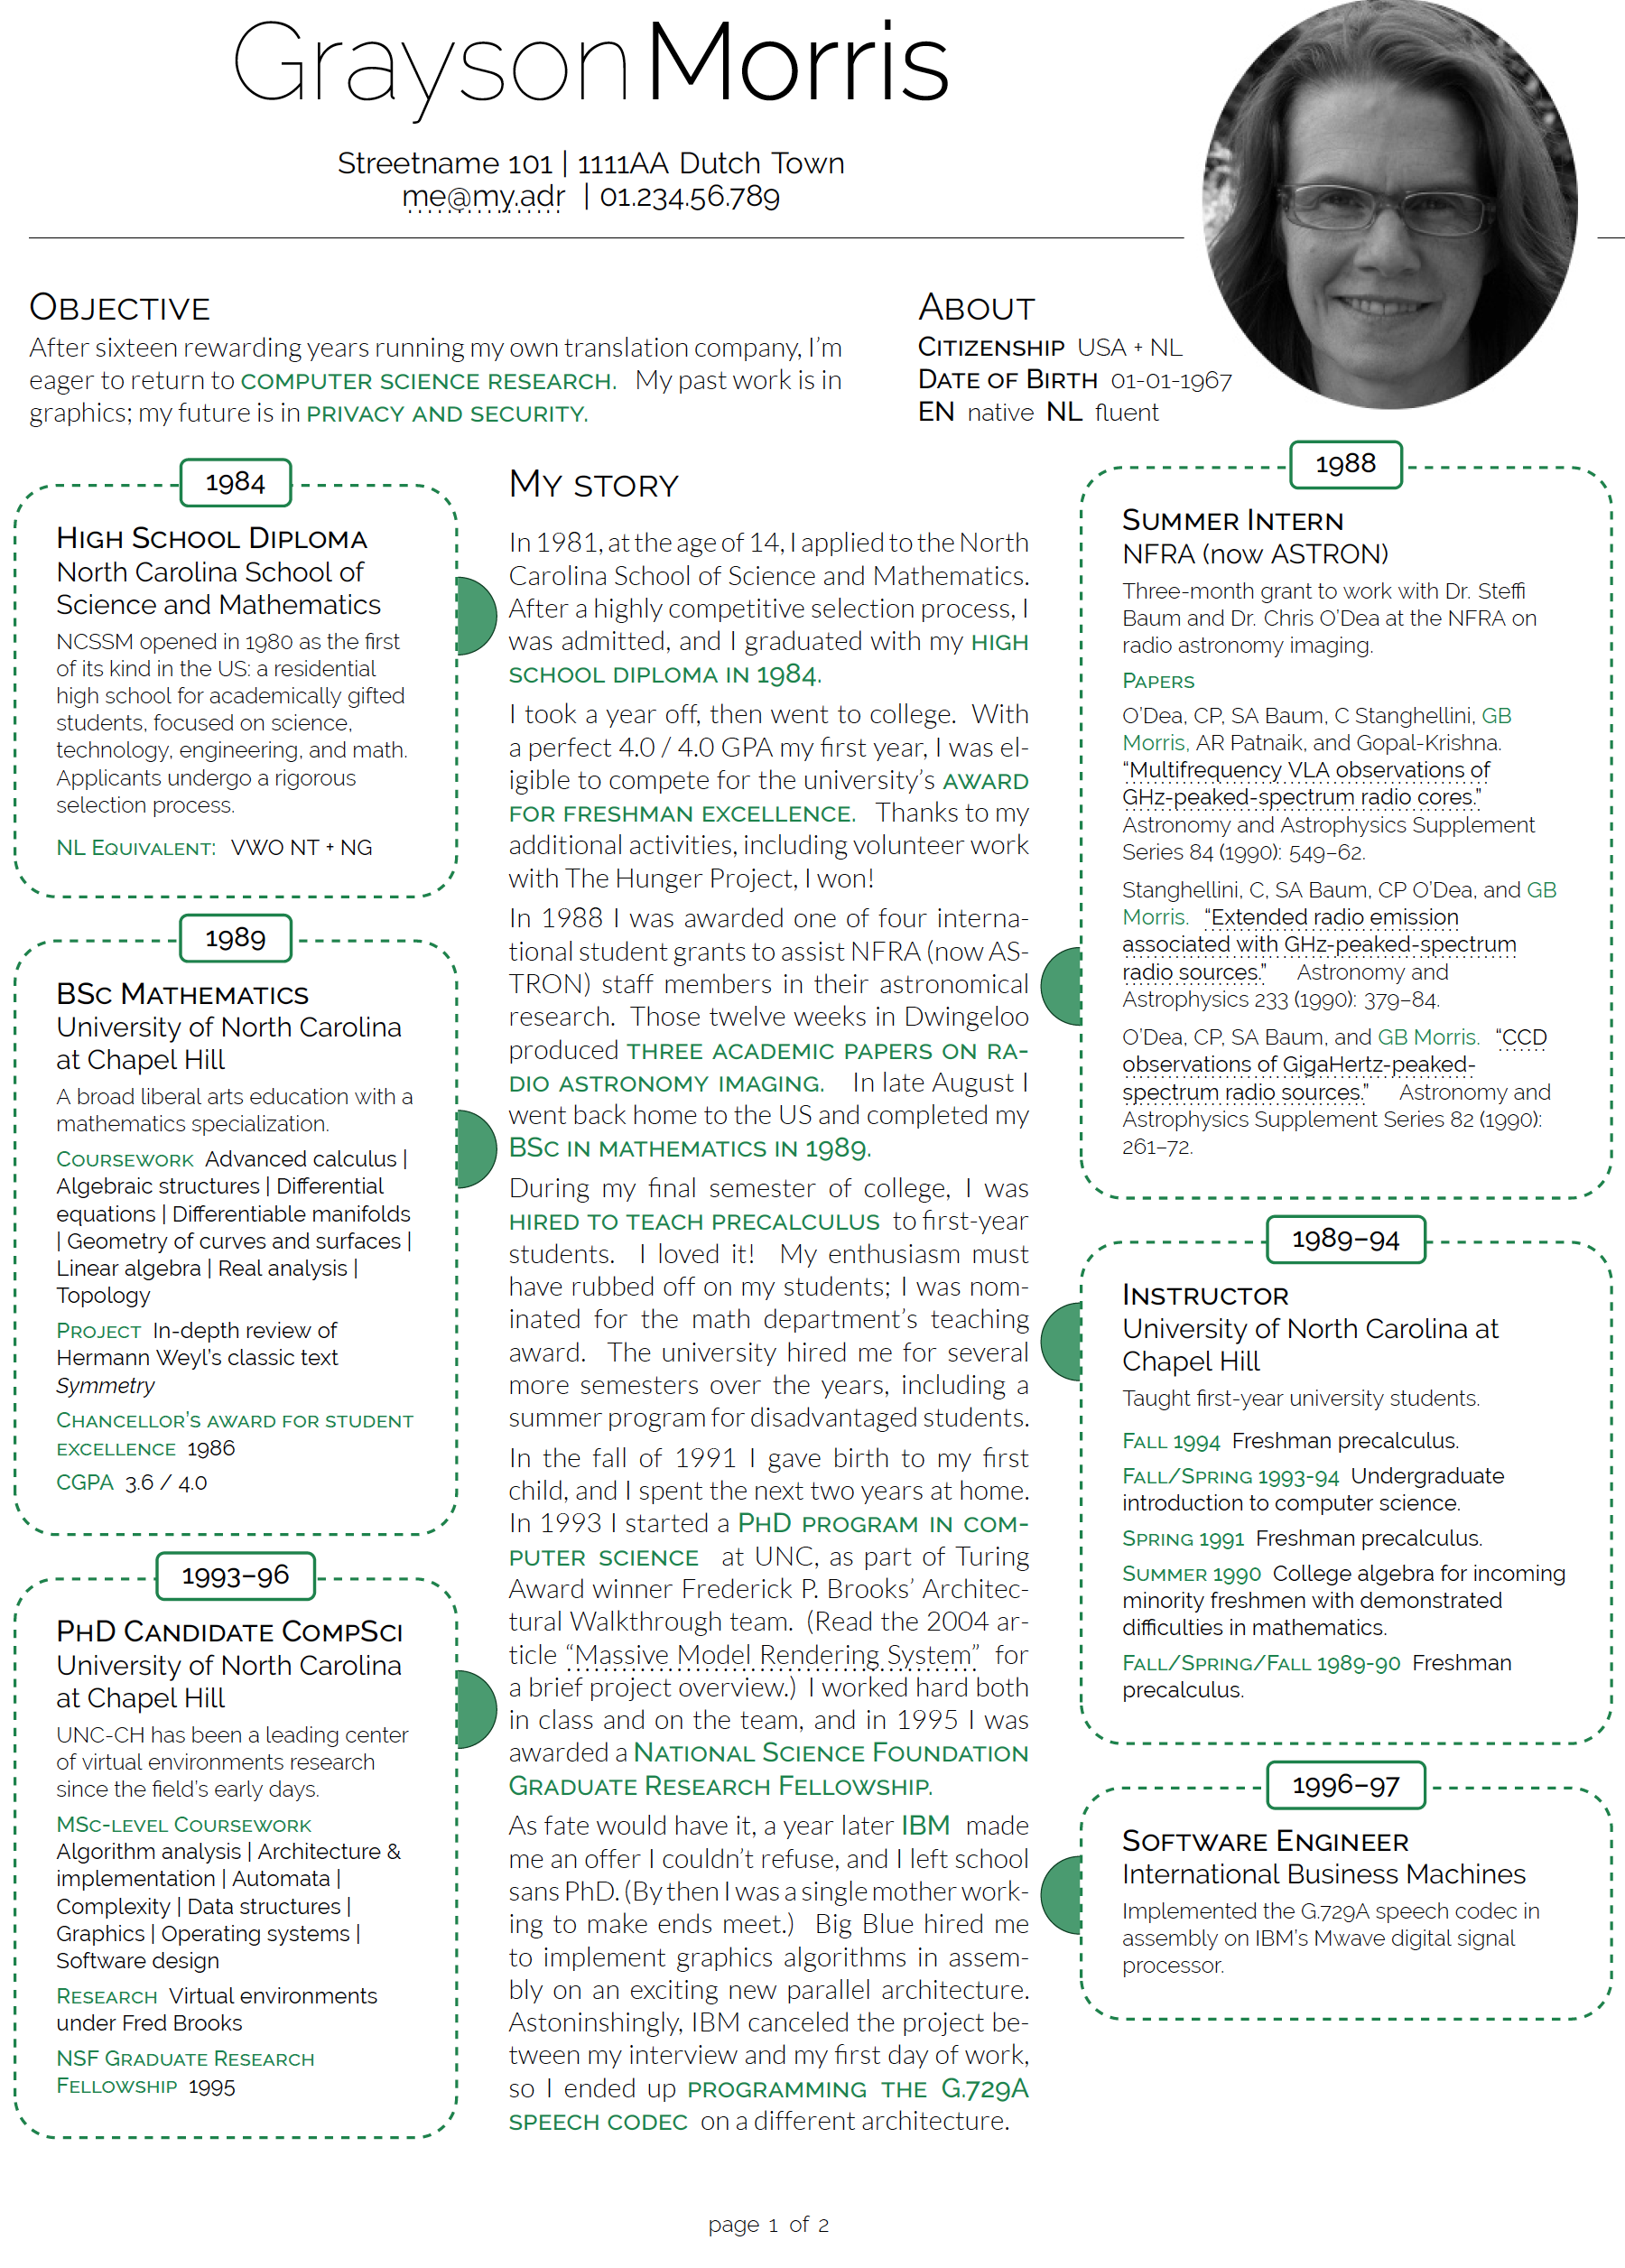 Grayson Morris
Streetname 101 | 1111AA Dutch Town
me@my.adr | 01.234.56.789
OBJECTIVE
After sixteen rewarding years running my own translation company, I'm
eager to return to COMPUTER SCIENCE RESEARCH. My past work is in
graphics; my future is in PRIVACY AND SECURITY.
ABOUT
CITIZENSHIP USA + NL
DATE OF BIRTH 01-01-1967
EN native NL fluent
1984
HIGH SCHOOL DIPLOMA
North Carolina School of
Science and Mathematics
NCSSM opened in 1980 as the first
of its kind in the US: a residential
high school for academically gifted
students, focused on science,
technology, engineering, and math.
Applicants undergo a rigorous
selection process.
NL EQUIVALENT: VWO NT + NG
1989
BSC MATHEMATICS
University of North Carolina
at Chapel Hill
A broad liberal arts education with a
mathematics specialization.
COURSEWORK Advanced calculus |
Algebraic structures | Differential
equations | Differentiable manifolds
| Geometry of curves and surfaces |
Linear algebra | Real analysis |
Topology
PROJECT In-depth review of
Hermann Weyl's classic text
Symmetry
CHANCELLOR'S AWARD FOR STUDENT
EXCELLENCE 1986
CGPA 3.6 / 4.0
1993–96
PHD CANDIDATE COMPSCI
University of North Carolina
at Chapel Hill
UNC-CH has been a leading center
of virtual environments research
since the field's early days.
MSC-LEVEL COURSEWORK
Algorithm analysis | Architecture &
implementation | Automata |
Complexity | Data structures |
Graphics | Operating systems |
Software design
RESEARCH Virtual environments
under Fred Brooks
NSF GRADUATE RESEARCH
FELLOWSHIP 1995
MY STORY
In 1981, at the age of 14, I applied to the North
Carolina School of Science and Mathematics.
After a highly competitive selection process, I
was admitted, and I graduated with my HIGH
SCHOOL DIPLOMA IN 1984.
I took a year off, then went to college. With
a perfect 4.0 / 4.0 GPA my first year, I was el-
igible to compete for the university's AWARD
FOR FRESHMAN EXCELLENCE. Thanks to my
additional activities, including volunteer work
with The Hunger Project, I won!
In 1988 I was awarded one of four interna-
tional student grants to assist NFRA (now AS-
TRON) staff members in their astronomical
research. Those twelve weeks in Dwingeloo
produced THREE ACADEMIC PAPERS ON RA-
DIO ASTRONOMY IMAGING. In late August I
went back home to the US and completed my
BSC IN MATHEMATICS IN 1989.
During my final semester of college, I was
HIRED TO TEACH PRECALCULUS to first-year
students. I loved it! My enthusiasm must
have rubbed off on my students; I was nom-
inated for the math department's teaching
award. The university hired me for several
more semesters over the years, including a
summer program for disadvantaged students.
In the fall of 1991 I gave birth to my first
child, and I spent the next two years at home.
In 1993 I started a PHD PROGRAM IN COM-
PUTER SCIENCE at UNC, as part of Turing
Award winner Frederick P. Brooks' Architec-
tural Walkthrough team. (Read the 2004 ar-
ticle "Massive Model Rendering System" for
a brief project overview.) I worked hard both
in class and on the team, and in 1995 I was
awarded a NATIONAL SCIENCE FOUNDATION
GRADUATE RESEARCH FELLOWSHIP.
As fate would have it, a year later IBM made
me an offer I couldn't refuse, and I left school
sans PhD. (By then I was a single mother work-
ing to make ends meet.) Big Blue hired me
to implement graphics algorithms in assem-
bly on an exciting new parallel architecture.
Astoninshingly, IBM canceled the project be-
tween my interview and my first day of work,
so I ended up PROGRAMMING THE G.729A
SPEECH CODEC on a different architecture.
1988
SUMMER INTERN
NFRA (now ASTRON)
Three-month grant to work with Dr. Steffi
Baum and Dr. Chris O'Dea at the NFRA on
radio astronomy imaging.
PAPERS
O'Dea, CP, SA Baum, C Stanghellini, GB
Morris, AR Patnaik, and Gopal-Krishna.
"Multifrequency VLA observations of
GHz-peaked-spectrum radio cores."
Astronomy and Astrophysics Supplement
Series 84 (1990): 549–62.
Stanghellini, C, SA Baum, CP O'Dea, and GB
Morris. "Extended radio emission
associated with GHz-peaked-spectrum
radio sources." Astronomy and
Astrophysics 233 (1990): 379–84.
O'Dea, CP, SA Baum, and GB Morris. "CCD
observations of GigaHertz-peaked-
spectrum radio sources." Astronomy and
Astrophysics Supplement Series 82 (1990):
261–72.
1989–94
INSTRUCTOR
University of North Carolina at
Chapel Hill
Taught first-year university students.
FALL 1994 Freshman precalculus.
FALL/SPRING 1993-94 Undergraduate
introduction to computer science.
SPRING 1991 Freshman precalculus.
SUMMER 1990 College algebra for incoming
minority freshmen with demonstrated
difficulties in mathematics.
FALL/SPRING/FALL 1989-90 Freshman
precalculus.
1996–97
SOFTWARE ENGINEER
International Business Machines
Implemented the G.729A speech codec in
assembly on IBM's Mwave digital signal
processor.
page 1 of 2